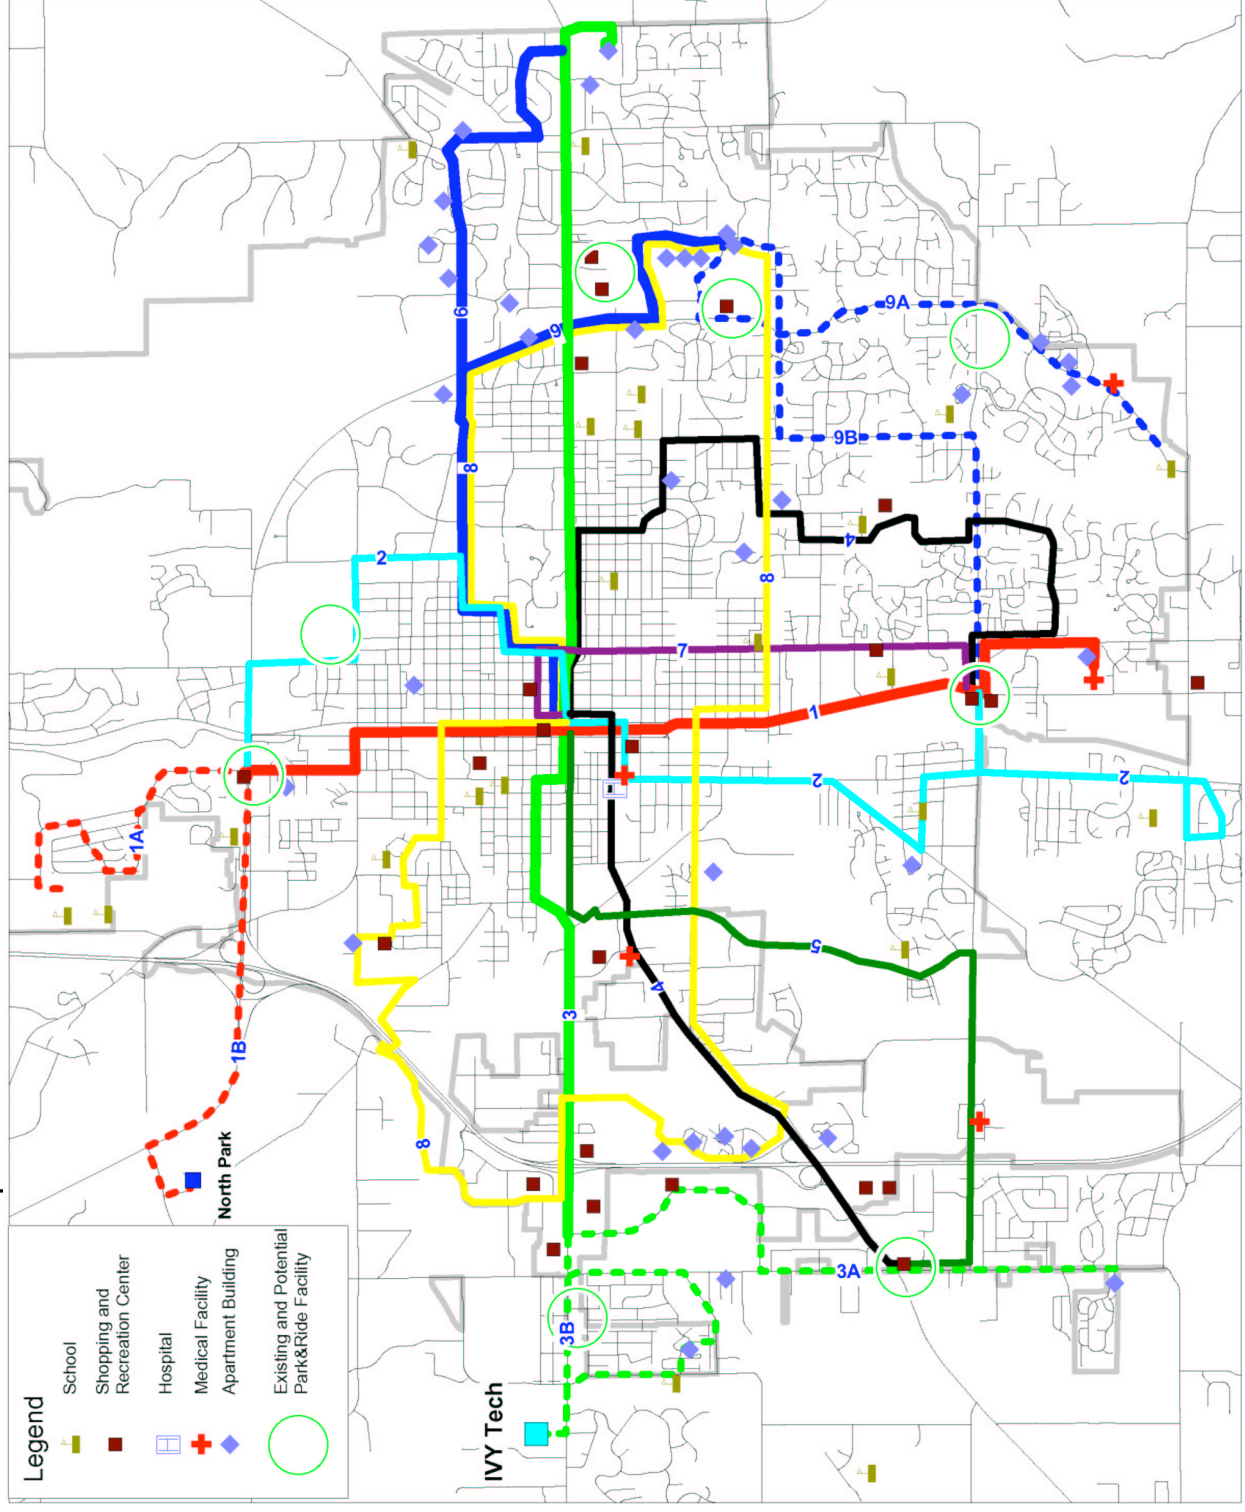 Legend
School
Shopping and
Recreation Center
Hospital
Medical Facility
Apartment Building
Existing and Potential
Park&Ride Facility
H
North Park
IVY Tech
1A
1B
2
6
9
8
9A
9B
4
8
7
1
2
2
H
3
4
5
8
3A
3B